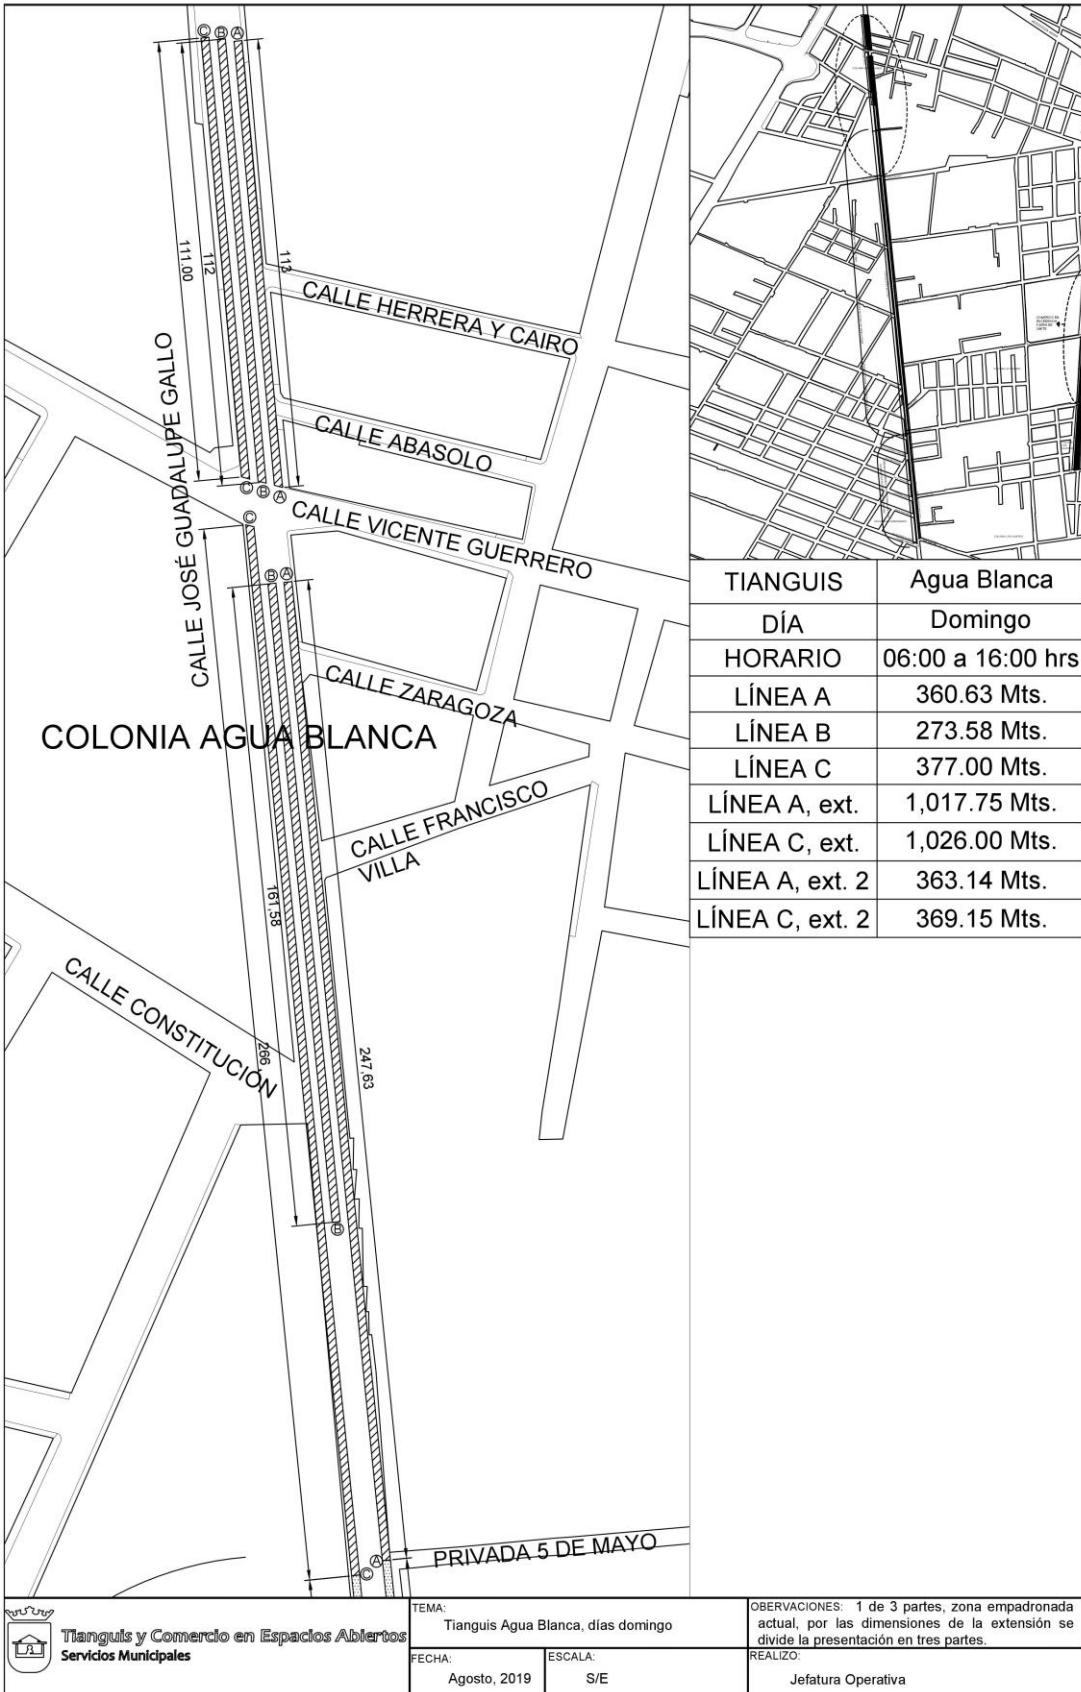 C B A
111.00
112
113
CALLE HERRERA Y CAIRO
CALLE ABASOLO
CALLE JOSÉ GUADALUPE GALLO
C B A
CALLE VICENTE GUERRERO
C
B A
CALLE ZARAGOZA
COLONIA AGUA BLANCA
CALLE FRANCISCO
VILLA
161,58
CALLE CONSTITUCIÓN
266
247,63
B
A
C
PRIVADA 5 DE MAYO
TIANGUIS Agua Blanca
DÍA Domingo
HORARIO 06:00 a 16:00 hrs
LÍNEA A 360.63 Mts.
LÍNEA B 273.58 Mts.
LÍNEA C 377.00 Mts.
LÍNEA A, ext. 1,017.75 Mts.
LÍNEA C, ext. 1,026.00 Mts.
LÍNEA A, ext. 2 363.14 Mts.
LÍNEA C, ext. 2 369.15 Mts.
Tianguis y Comercio en Espacios Abiertos
Servicios Municipales
TEMA:
Tianguis Agua Blanca, días domingo
FECHA:
Agosto, 2019
ESCALA:
S/E
OBERVACIONES: 1 de 3 partes, zona empadronada
actual, por las dimensiones de la extensión se
divide la presentación en tres partes.
REALIZO:
Jefatura Operativa